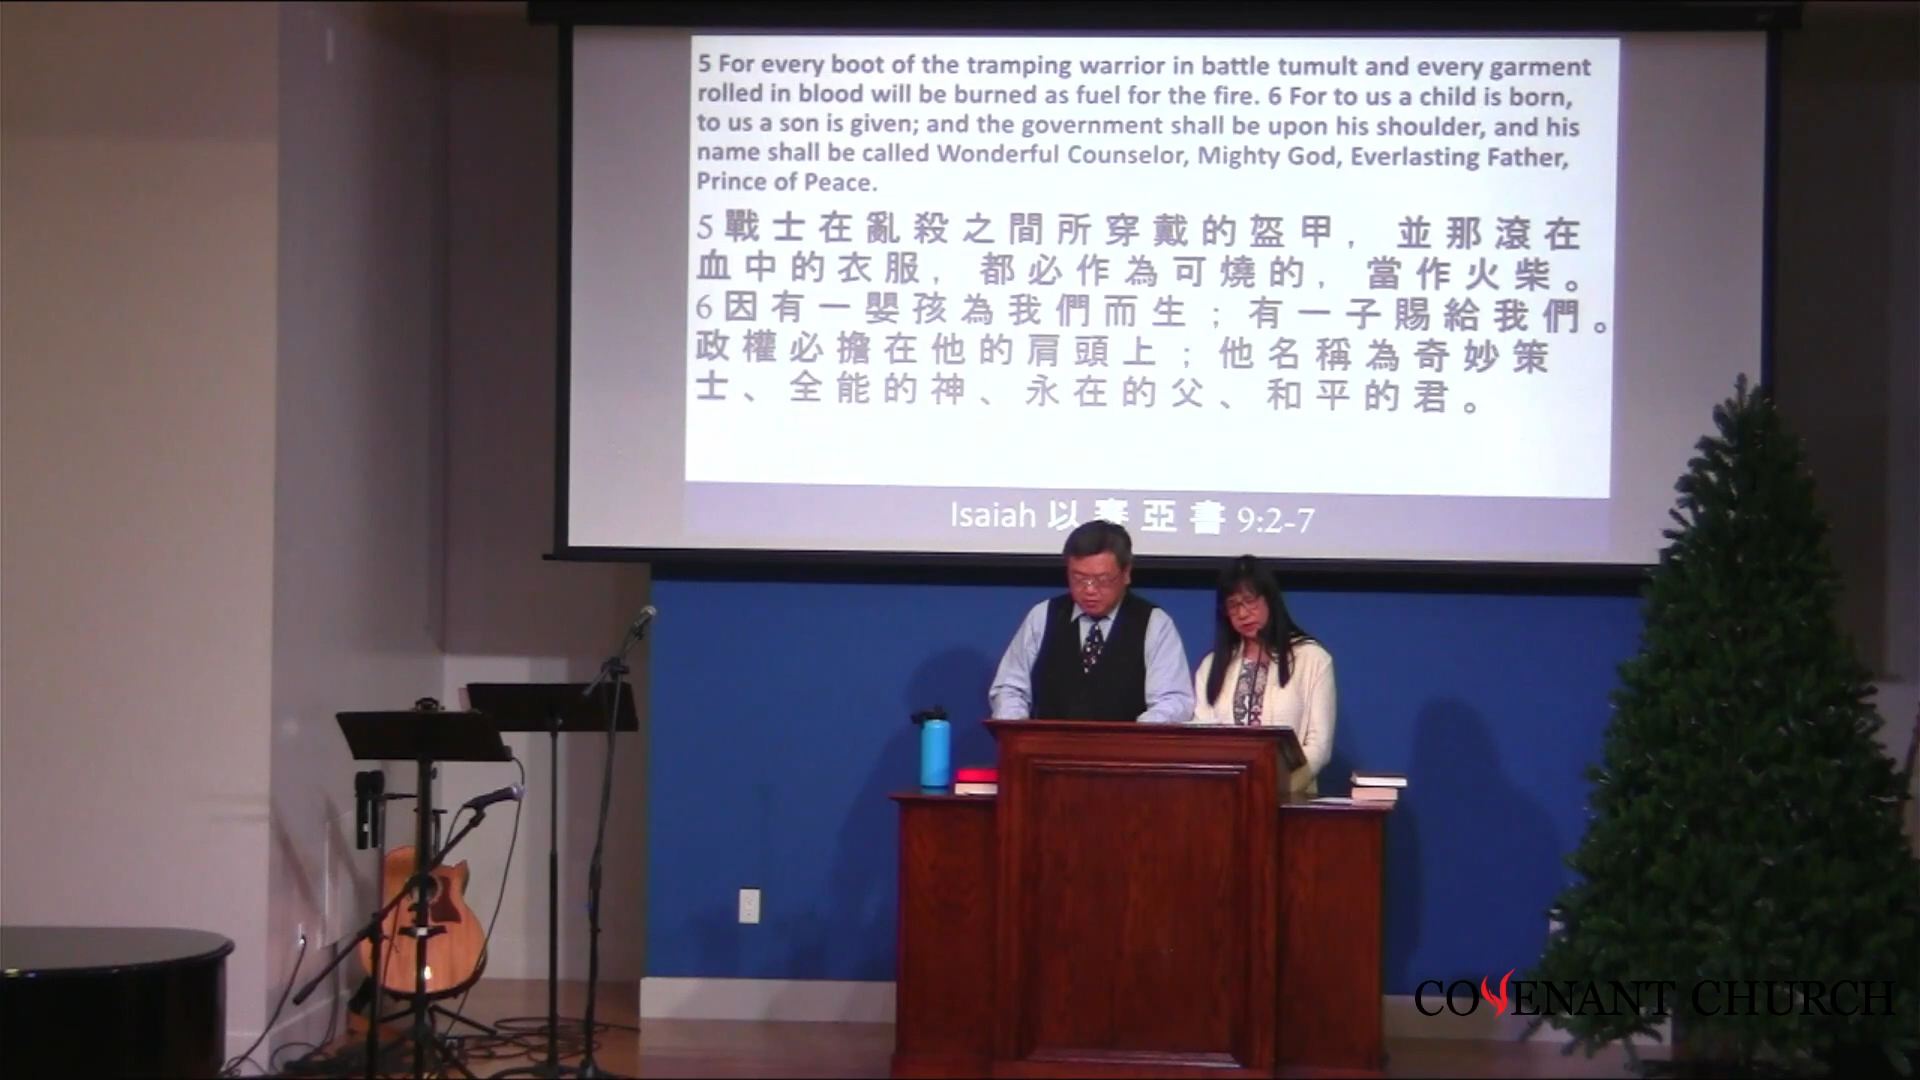 5 For every boot of the tramping warrior in battle tumult and every garment
rolled in blood will be burned as fuel for the fire. 6 For to us a child is born,
to us a son is given; and the government shall be upon his shoulder, and his
name shall be called Wonderful Counselor, Mighty God, Everlasting Father,
Prince of Peace.
5 戰士在亂殺之間所穿戴的盔甲, 並那滾在
血中的衣服, 都必作為可燒的, 當作火柴。
6 因有一嬰孩為我們而生;有一子賜給我們。
政權必擔在他的肩頭上;他名稱為奇妙策
士、全能的神、永在的父、和平的君。
Isaiah 以賽亞書 9:2-7
COVENANT CHURCH